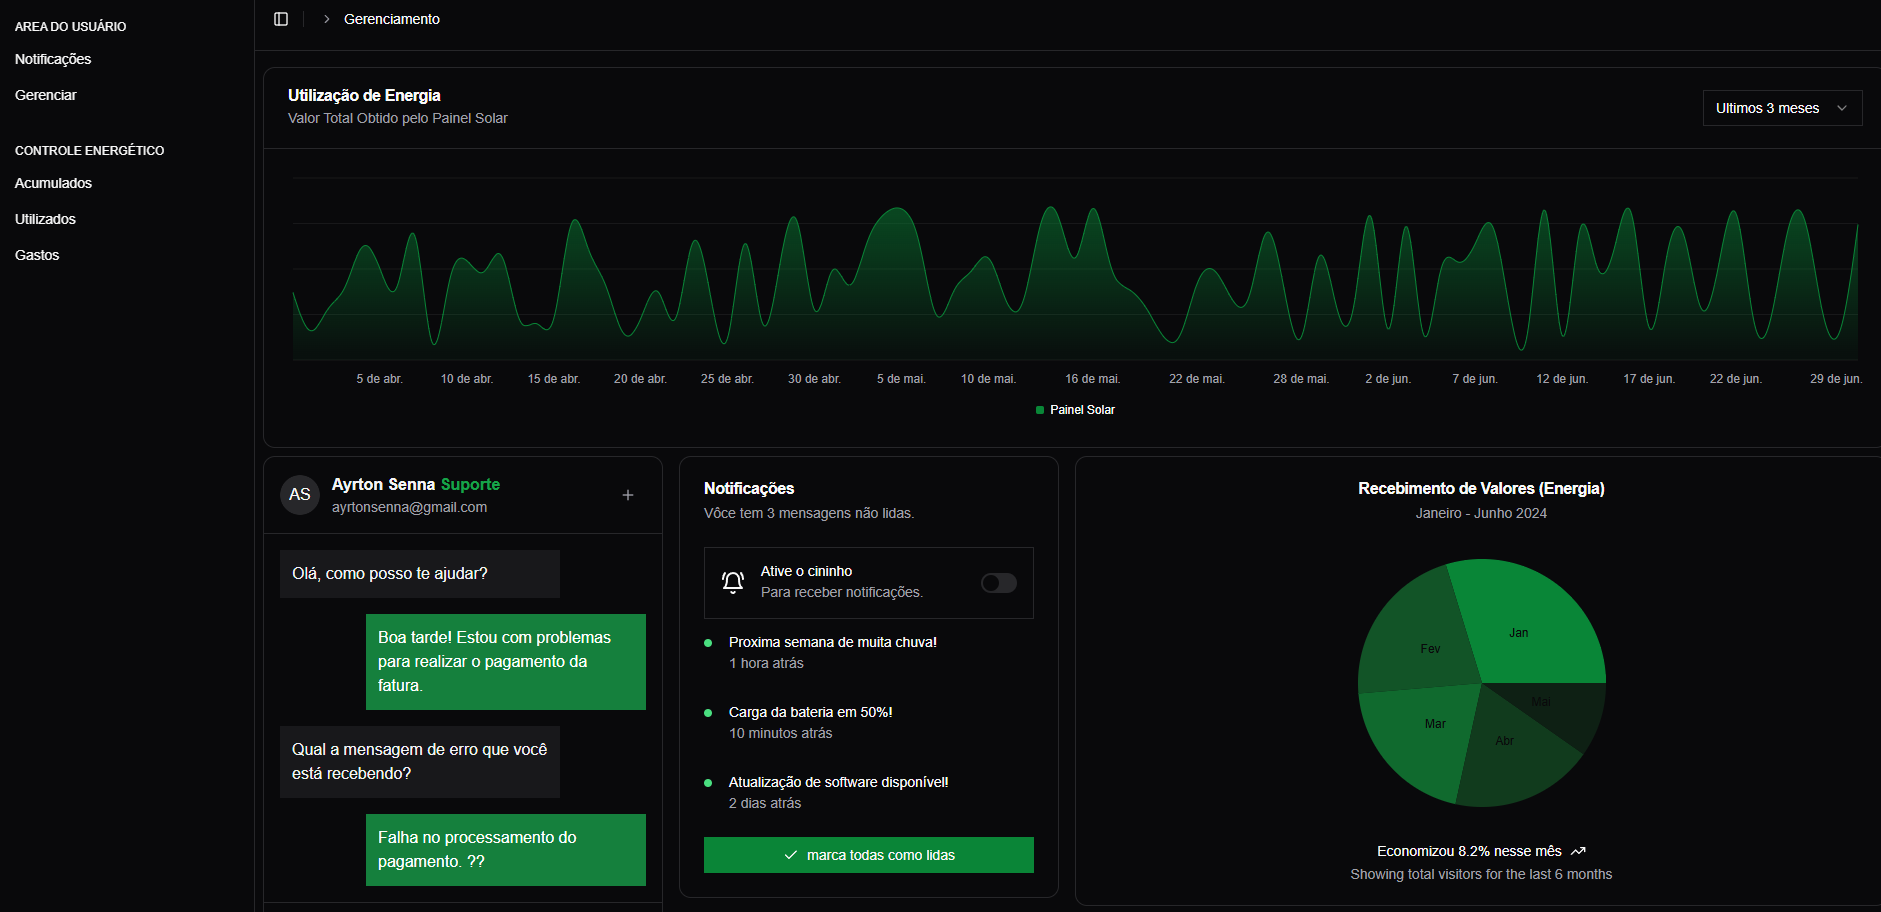 AREA DO USUÁRIO
Notificações
Gerenciar
CONTROLE ENERGÉTICO
Acumulados
Utilizados
Gastos
Gerenciamento
Utilização de Energia
Valor Total Obtido pelo Painel Solar
Ultimos 3 meses
5 de abr. 10 de abr. 15 de abr. 20 de abr. 25 de abr. 30 de abr. 5 de mai. 10 de mai. 16 de mai. 22 de mai. 28 de mai. 2 de jun. 7 de jun. 12 de jun. 17 de jun. 22 de jun. 29 de jun.
Painel Solar
AS
Ayrton Senna Suporte
ayrtonsenna@gmail.com
Olá, como posso te ajudar?
Boa tarde! Estou com problemas
para realizar o pagamento da
fatura.
Qual a mensagem de erro que você
está recebendo?
Falha no processamento do
pagamento. ??
Notificações
Vôce tem 3 mensagens não lidas.
Ative o cininho
Para receber notificações.
Proxima semana de muita chuva!
1 hora atrás
Carga da bateria em 50%!
10 minutos atrás
Atualização de software disponível!
2 dias atrás
marca todas como lidas
Recebimento de Valores (Energia)
Janeiro - Junho 2024
Jan
Fev
Mai
Mar
Abr
Economizou 8.2% nesse mês
Showing total visitors for the last 6 months